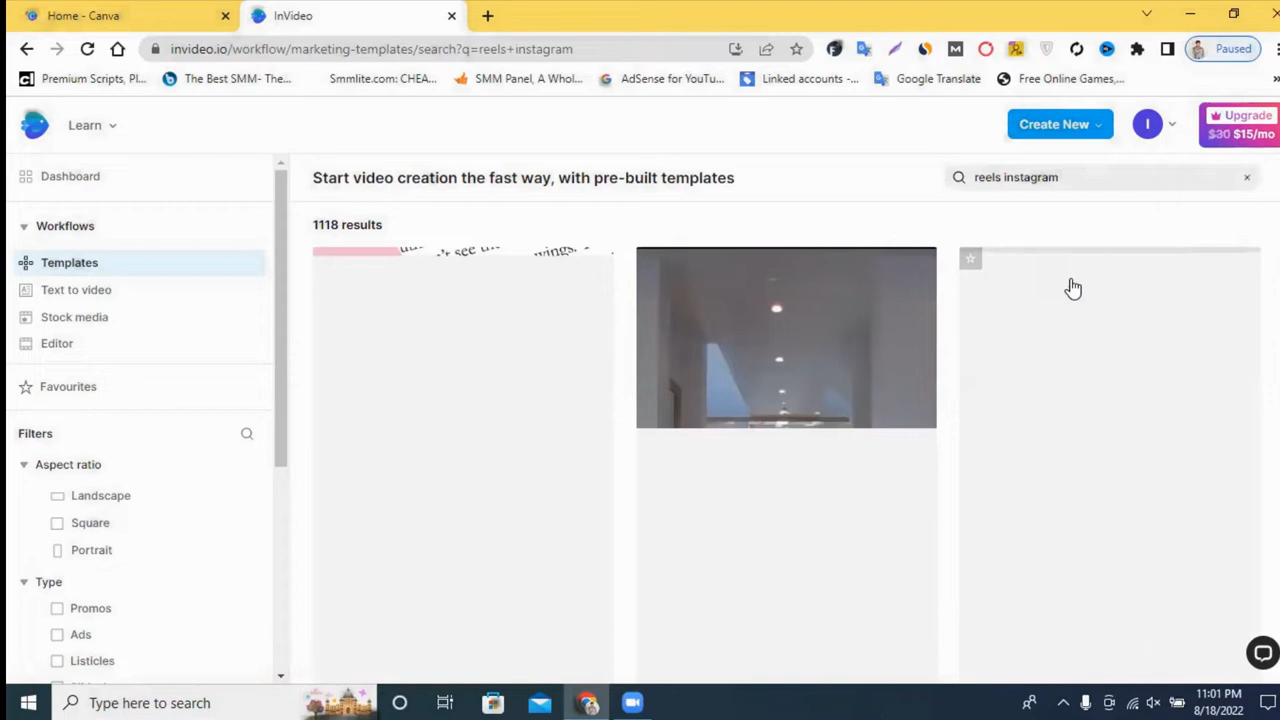 Home - Canva
InVideo
invideo.io/workflow/marketing-templates/search?q=reels+instagram
Paused
Premium Scripts, Pl...
The Best SMM- The...
Smmlite.com: CHEA...
SMM Panel, A Whol...
AdSense for YouTu...
Linked accounts -...
Google Translate
Free Online Games,...
Learn
Create New
I
Upgrade
$30 $15/mo
Dashboard
Start video creation the fast way, with pre-built templates
reels instagram
Workflows
1118 results
see the
wings.
Templates
Text to video
Stock media
Editor
Favourites
Filters
Aspect ratio
Landscape
Square
Portrait
Type
Promos
Ads
Listicles
Type here to search
11:01 PM
8/18/2022